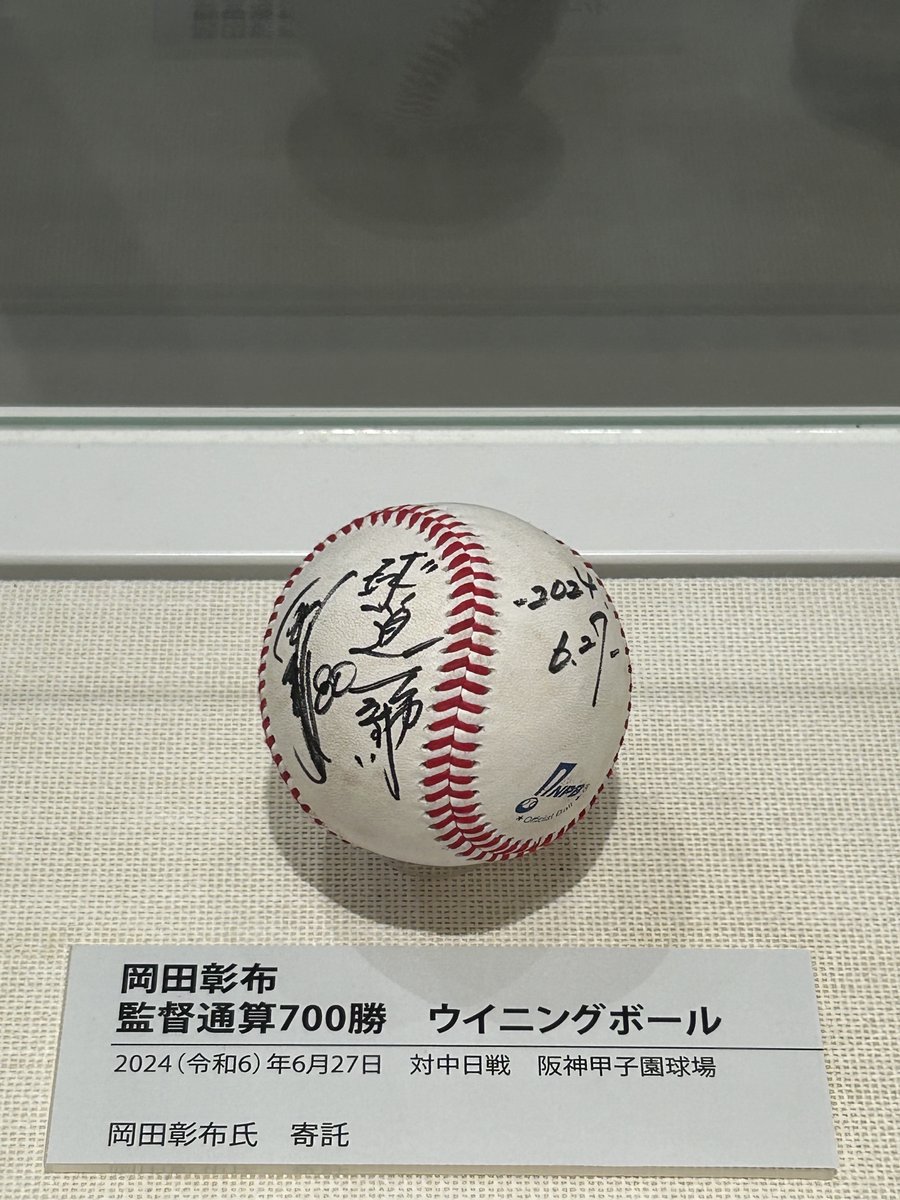 球道一筋
80
-2024.
6.27-
NPB
Official Ball
岡田彰布
監督通算700勝　ウイニングボール
2024（令和6）年6月27日　対中日戦　阪神甲子園球場
岡田彰布氏　寄託